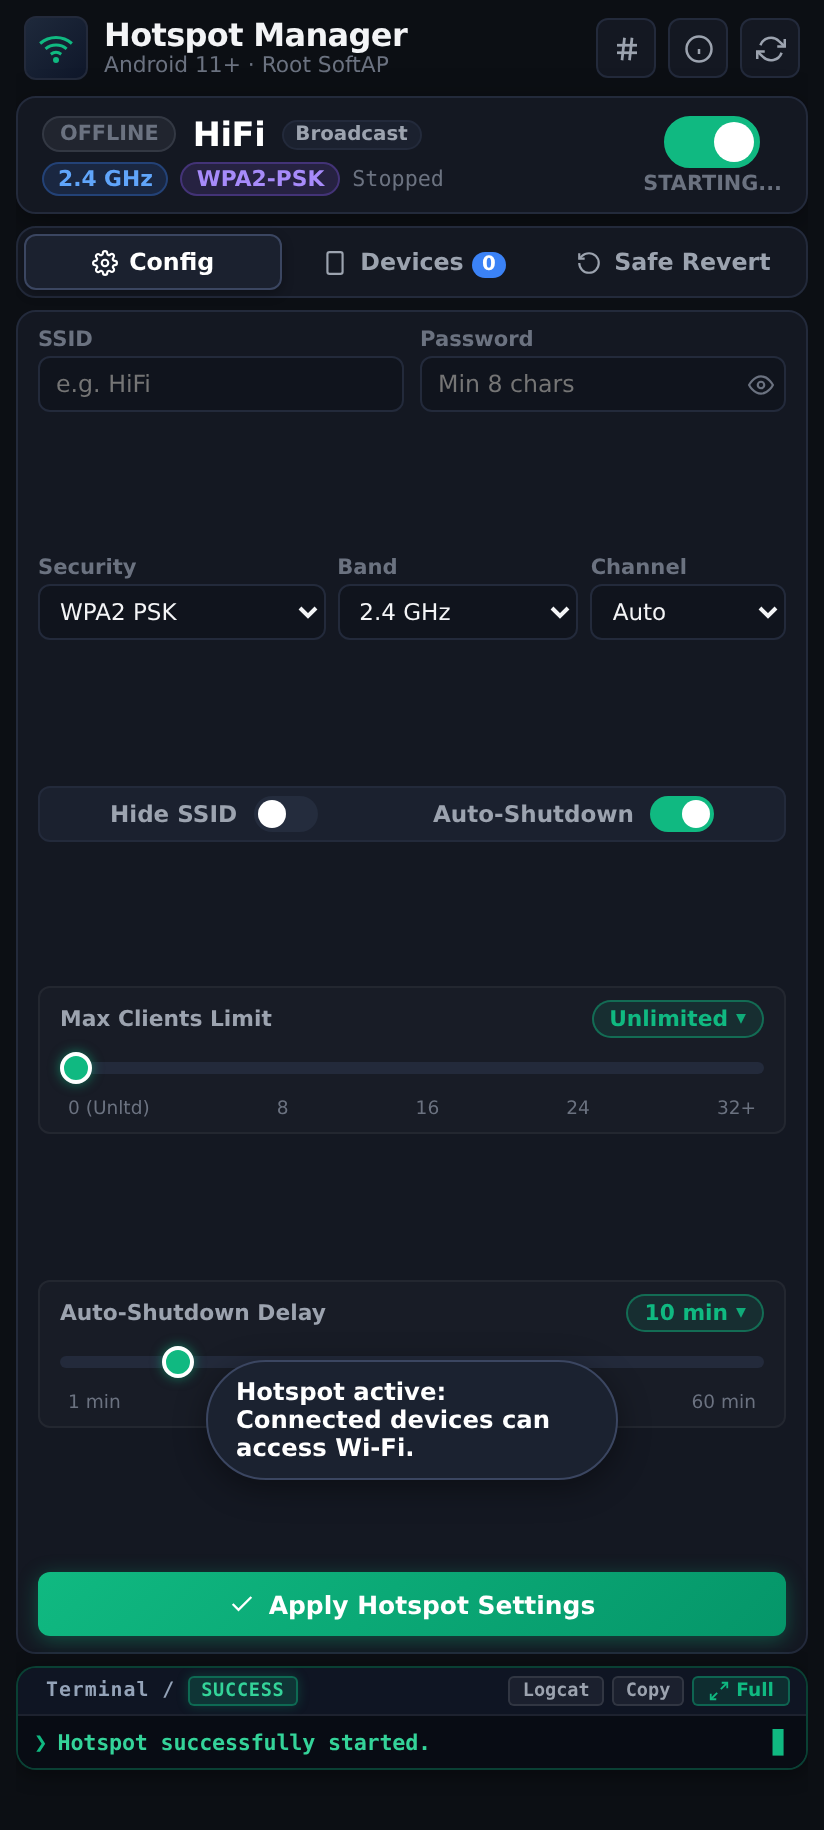 Hotspot Manager
Android 11+ · Root SoftAP
OFFLINE HiFi Broadcast
2.4 GHz WPA2-PSK Stopped
STARTING...
Config Devices 0 Safe Revert
SSID Password
e.g. HiFi Min 8 chars
Security Band Channel
WPA2 PSK 2.4 GHz Auto
Hide SSID Auto-Shutdown
Max Clients Limit Unlimited ▾
0 (Unltd) 8 16 24 32+
Auto-Shutdown Delay 10 min ▾
1 min 60 min
Hotspot active:
Connected devices can
access Wi-Fi.
Apply Hotspot Settings
Terminal / SUCCESS Logcat Copy Full
❯ Hotspot successfully started.